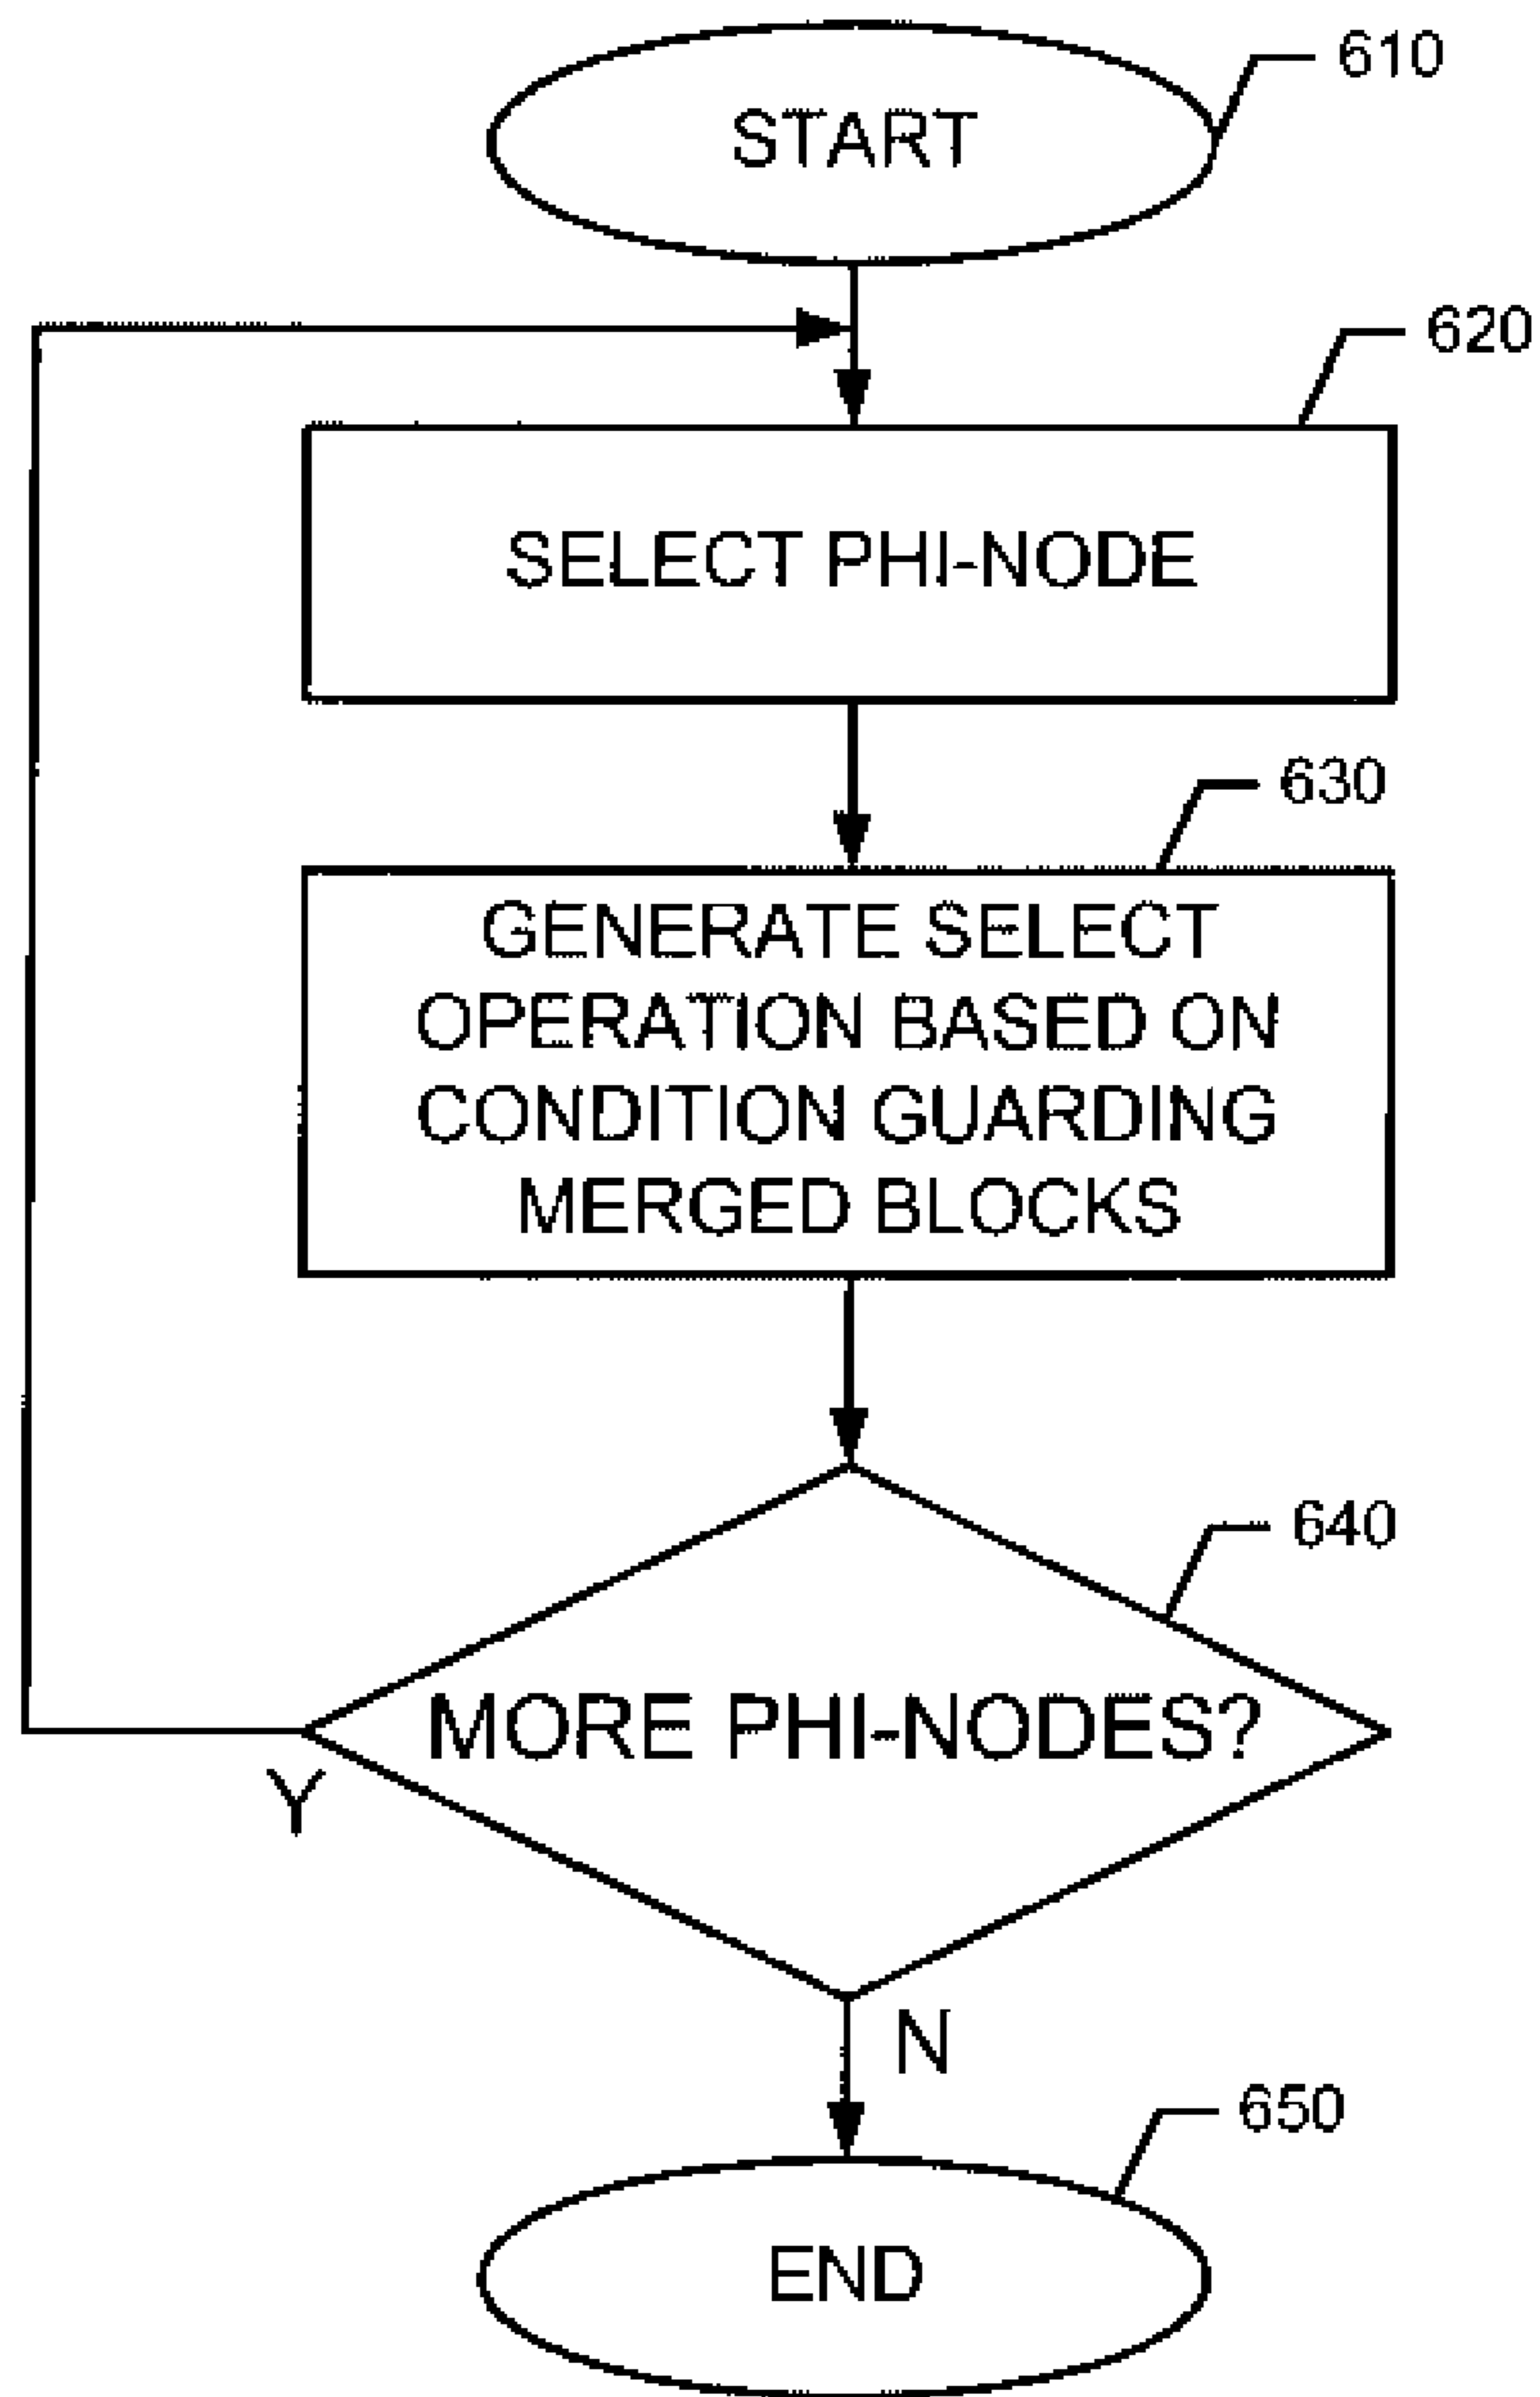 610
START
620
SELECT PHI-NODE
630
GENERATE SELECT
OPERATION BASED ON
CONDITION GUARDING
MERGED BLOCKS
640
MORE PHI-NODES?
Y
N
650
END